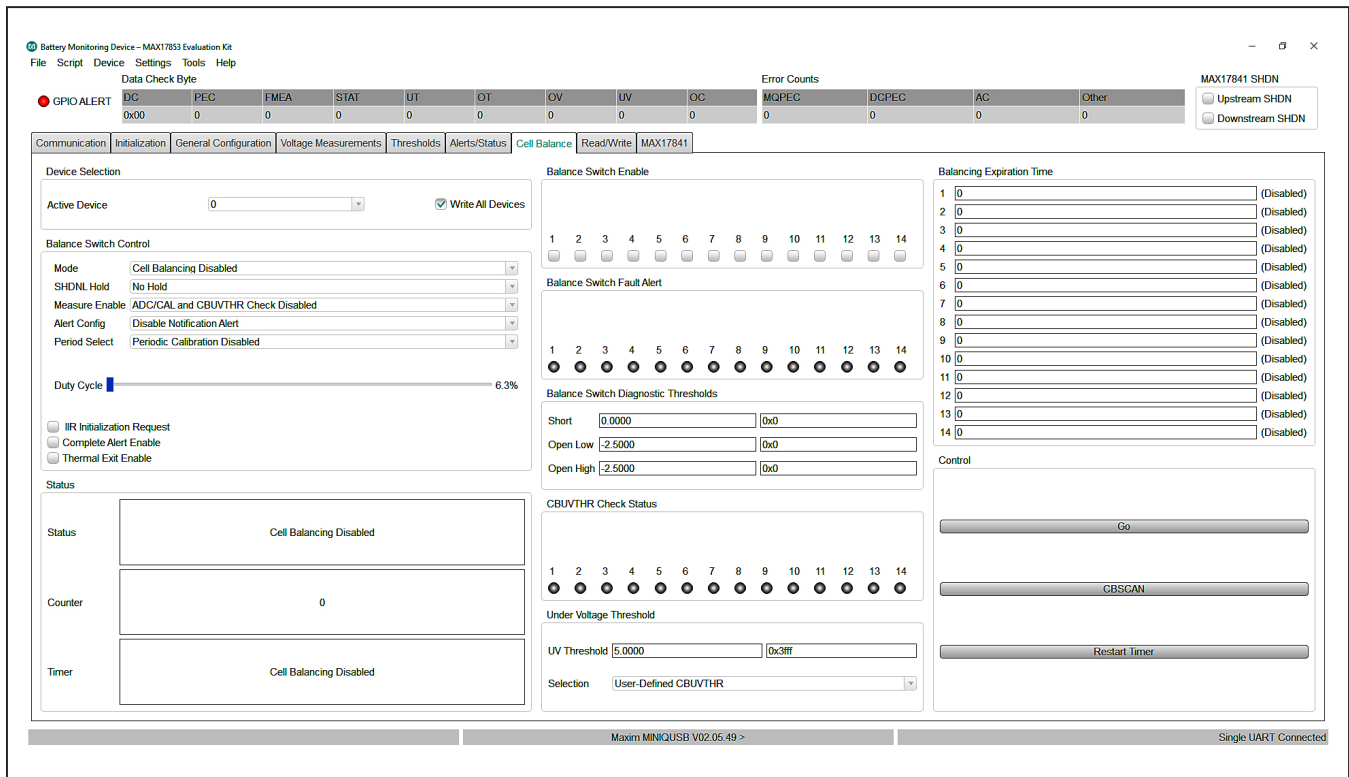 Battery Monitoring Device – MAX17853 Evaluation Kit
File Script Device Settings Tools Help
Data Check Byte
Error Counts
MAX17841 SHDN
GPIO ALERT
DC PEC FMEA STAT UT OT OV UV OC
0x00 0 0 0 0 0 0 0 0
MQPEC DCPEC AC Other
0 0 0 0
Upstream SHDN
Downstream SHDN
Communication Initialization General Configuration Voltage Measurements Thresholds Alerts/Status Cell Balance Read/Write MAX17841
Device Selection
Active Device 0 Write All Devices
Balance Switch Control
Mode Cell Balancing Disabled
SHDNL Hold No Hold
Measure Enable ADC/CAL and CBUVTHR Check Disabled
Alert Config Disable Notification Alert
Period Select Periodic Calibration Disabled
Duty Cycle 6.3%
IIR Initialization Request
Complete Alert Enable
Thermal Exit Enable
Status
Status Cell Balancing Disabled
Counter 0
Timer Cell Balancing Disabled
Balance Switch Enable
1 2 3 4 5 6 7 8 9 10 11 12 13 14
Balance Switch Fault Alert
1 2 3 4 5 6 7 8 9 10 11 12 13 14
Balance Switch Diagnostic Thresholds
Short 0.0000 0x0
Open Low -2.5000 0x0
Open High -2.5000 0x0
CBUVTHR Check Status
1 2 3 4 5 6 7 8 9 10 11 12 13 14
Under Voltage Threshold
UV Threshold 5.0000 0x3fff
Selection User-Defined CBUVTHR
Balancing Expiration Time
1 0 (Disabled)
2 0 (Disabled)
3 0 (Disabled)
4 0 (Disabled)
5 0 (Disabled)
6 0 (Disabled)
7 0 (Disabled)
8 0 (Disabled)
9 0 (Disabled)
10 0 (Disabled)
11 0 (Disabled)
12 0 (Disabled)
13 0 (Disabled)
14 0 (Disabled)
Control
Go
CBSCAN
Restart Timer
Maxim MINIQUSB V02.05.49 >
Single UART Connected